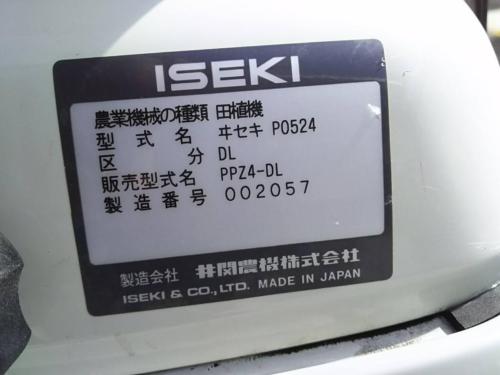 ISEKI
農業機械の種類 田植機
型式名 ヰセキ P0524
区分 DL
販売型式名 PPZ4-DL
製造番号 002057
製造会社 井関農機株式会社
ISEKI & CO., LTD. MADE IN JAPAN